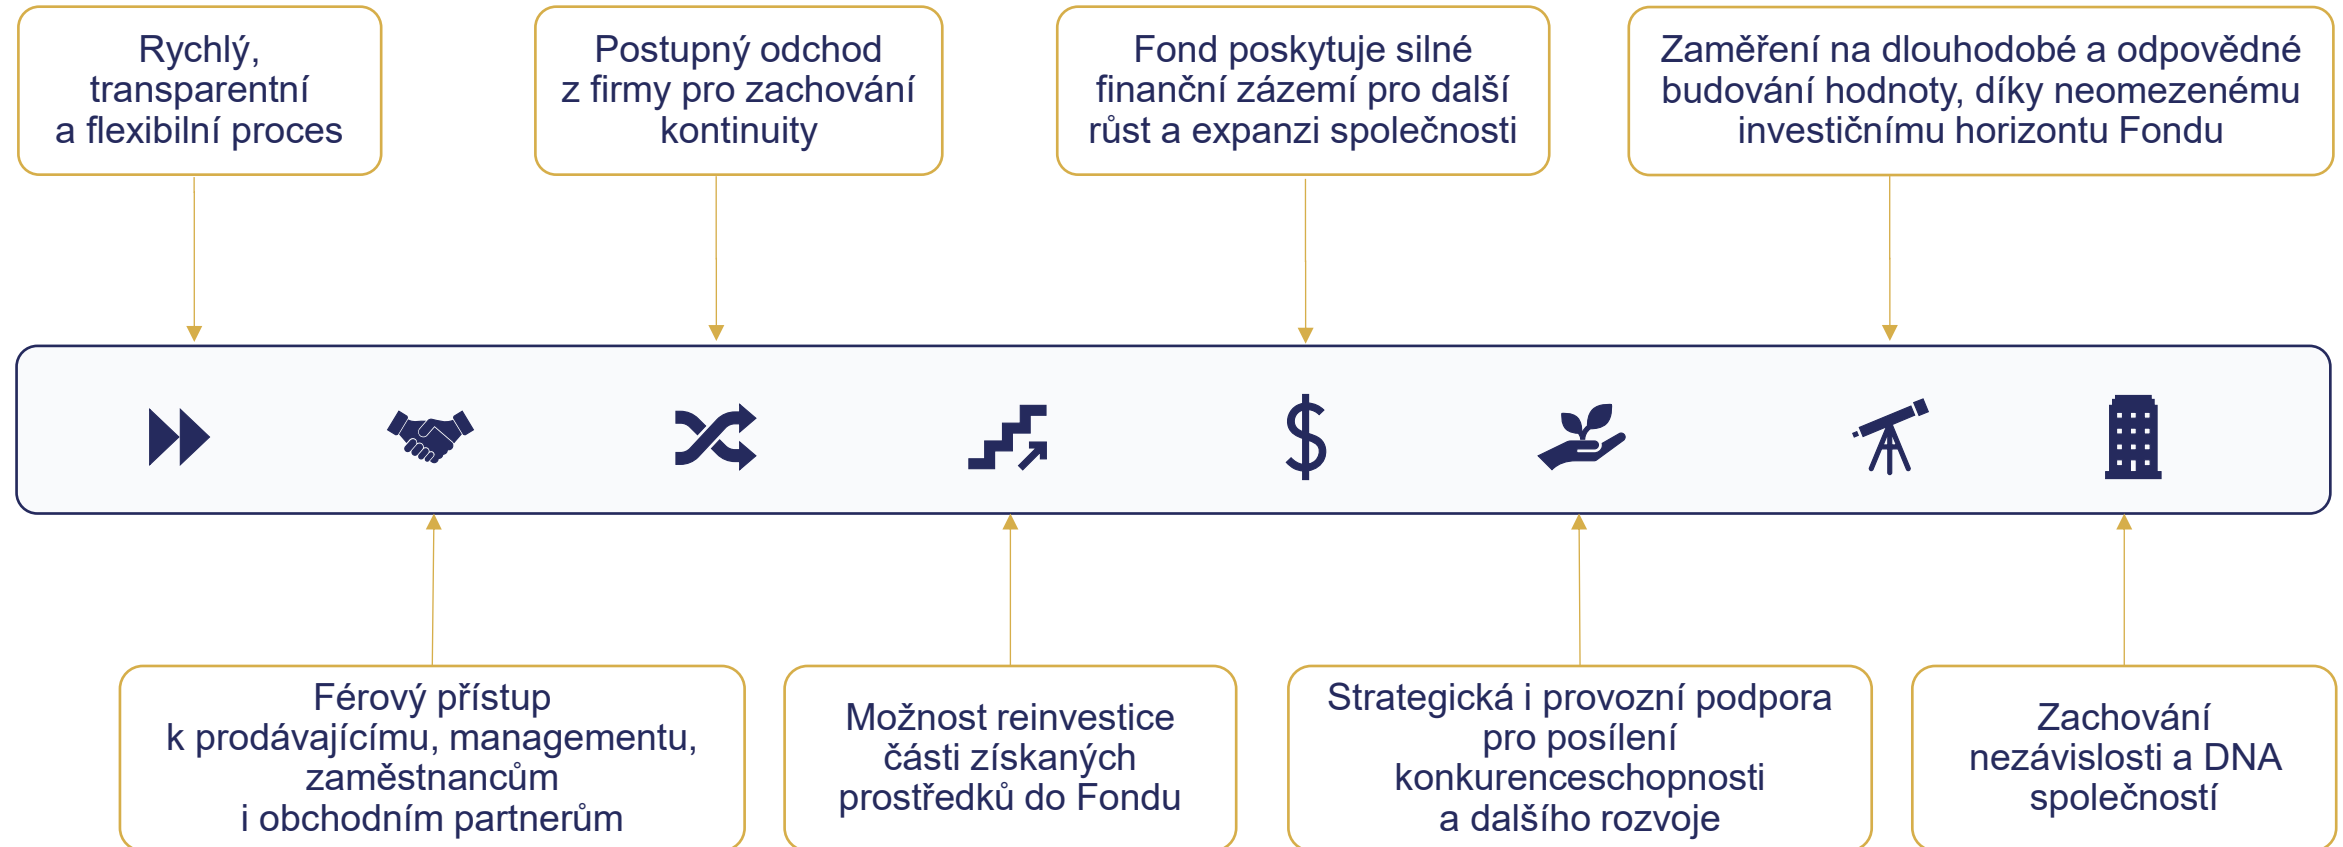 Rychlý,
transparentní
a flexibilní proces
Postupný odchod
z firmy pro zachování
kontinuity
Fond poskytuje silné
finanční zázemí pro další
růst a expanzi společnosti
Zaměření na dlouhodobé a odpovědné
budování hodnoty, díky neomezenému
investičnímu horizontu Fondu
Férový přístup
k prodávajícímu, managementu,
zaměstnancům
i obchodním partnerům
Možnost reinvestice
části získaných
prostředků do Fondu
Strategická i provozní podpora
pro posílení
konkurenceschopnosti
a dalšího rozvoje
Zachování
nezávislosti a DNA
společností